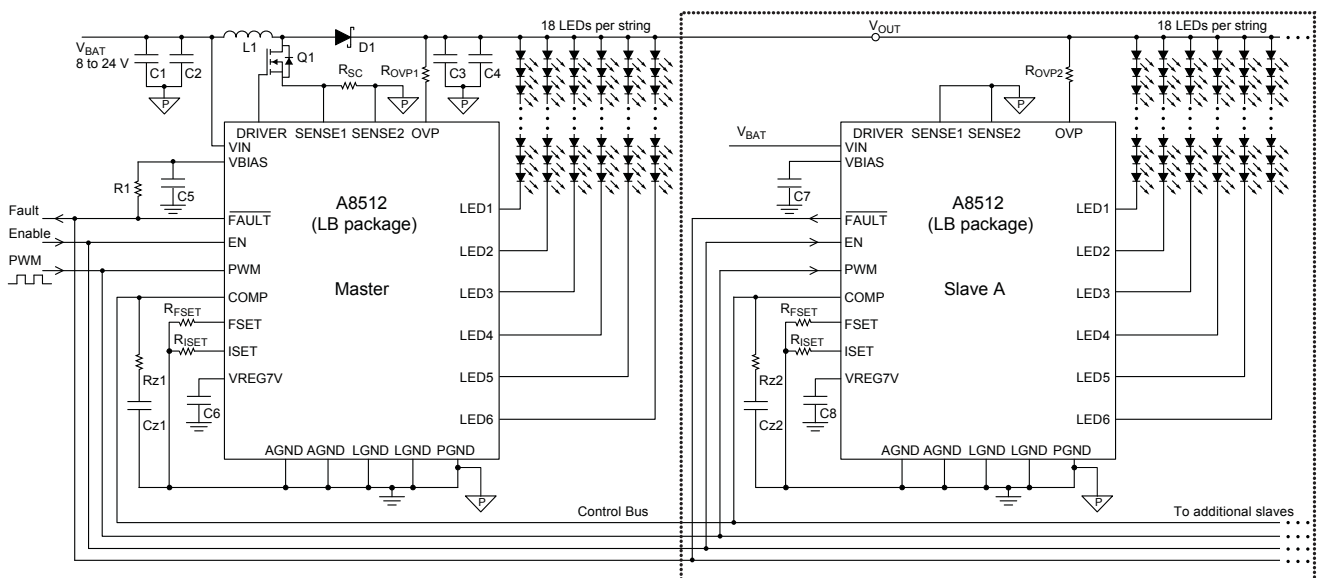 18 LEDs per string
VOUT
18 LEDs per string
VBAT
8 to 24 V
C1
C2
L1
Q1
D1
RSC
ROVP1
C3
C4
P
P
P
DRIVER SENSE1 SENSE2 OVP
VIN
VBIAS
R1
C5
Fault
FAULT
Enable
EN
PWM
PWM
COMP
RFSET
FSET
RISET
ISET
VREG7V
Rz1
Cz1
C6
A8512
(LB package)
Master
LED1
LED2
LED3
LED4
LED5
LED6
AGND AGND LGND LGND PGND
P
ROVP2
P
VBAT
DRIVER SENSE1 SENSE2 OVP
VIN
VBIAS
C7
FAULT
EN
PWM
COMP
RFSET
FSET
RISET
ISET
VREG7V
Rz2
Cz2
C8
A8512
(LB package)
Slave A
LED1
LED2
LED3
LED4
LED5
LED6
AGND AGND LGND LGND PGND
P
Control Bus
To additional slaves